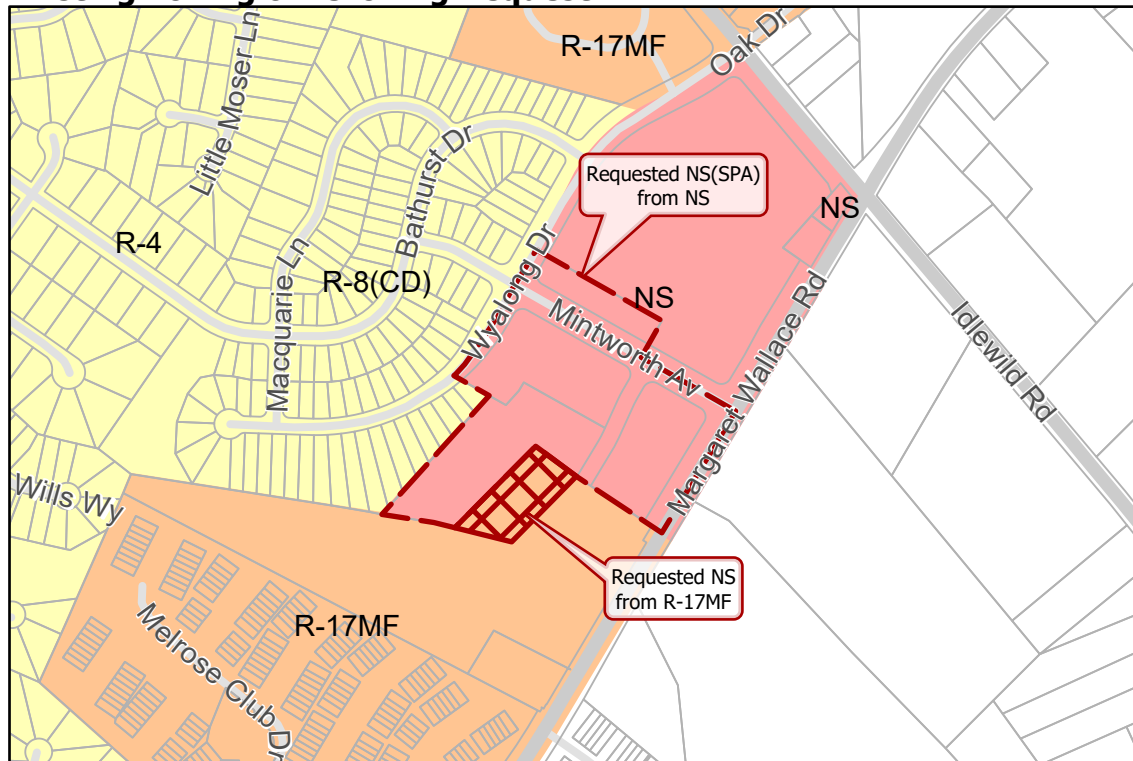 R-17MF
Oak Dr
Little Moser Ln
Bathurst Dr
Requested NS(SPA)
from NS
NS
R-4
Macquarie Ln
R-8(CD)
Wyalong Dr
NS
Mintworth Av
Margaret Wallace Rd
Idlewild Rd
Wills Wy
Requested NS
from R-17MF
R-17MF
Melrose Club Dr